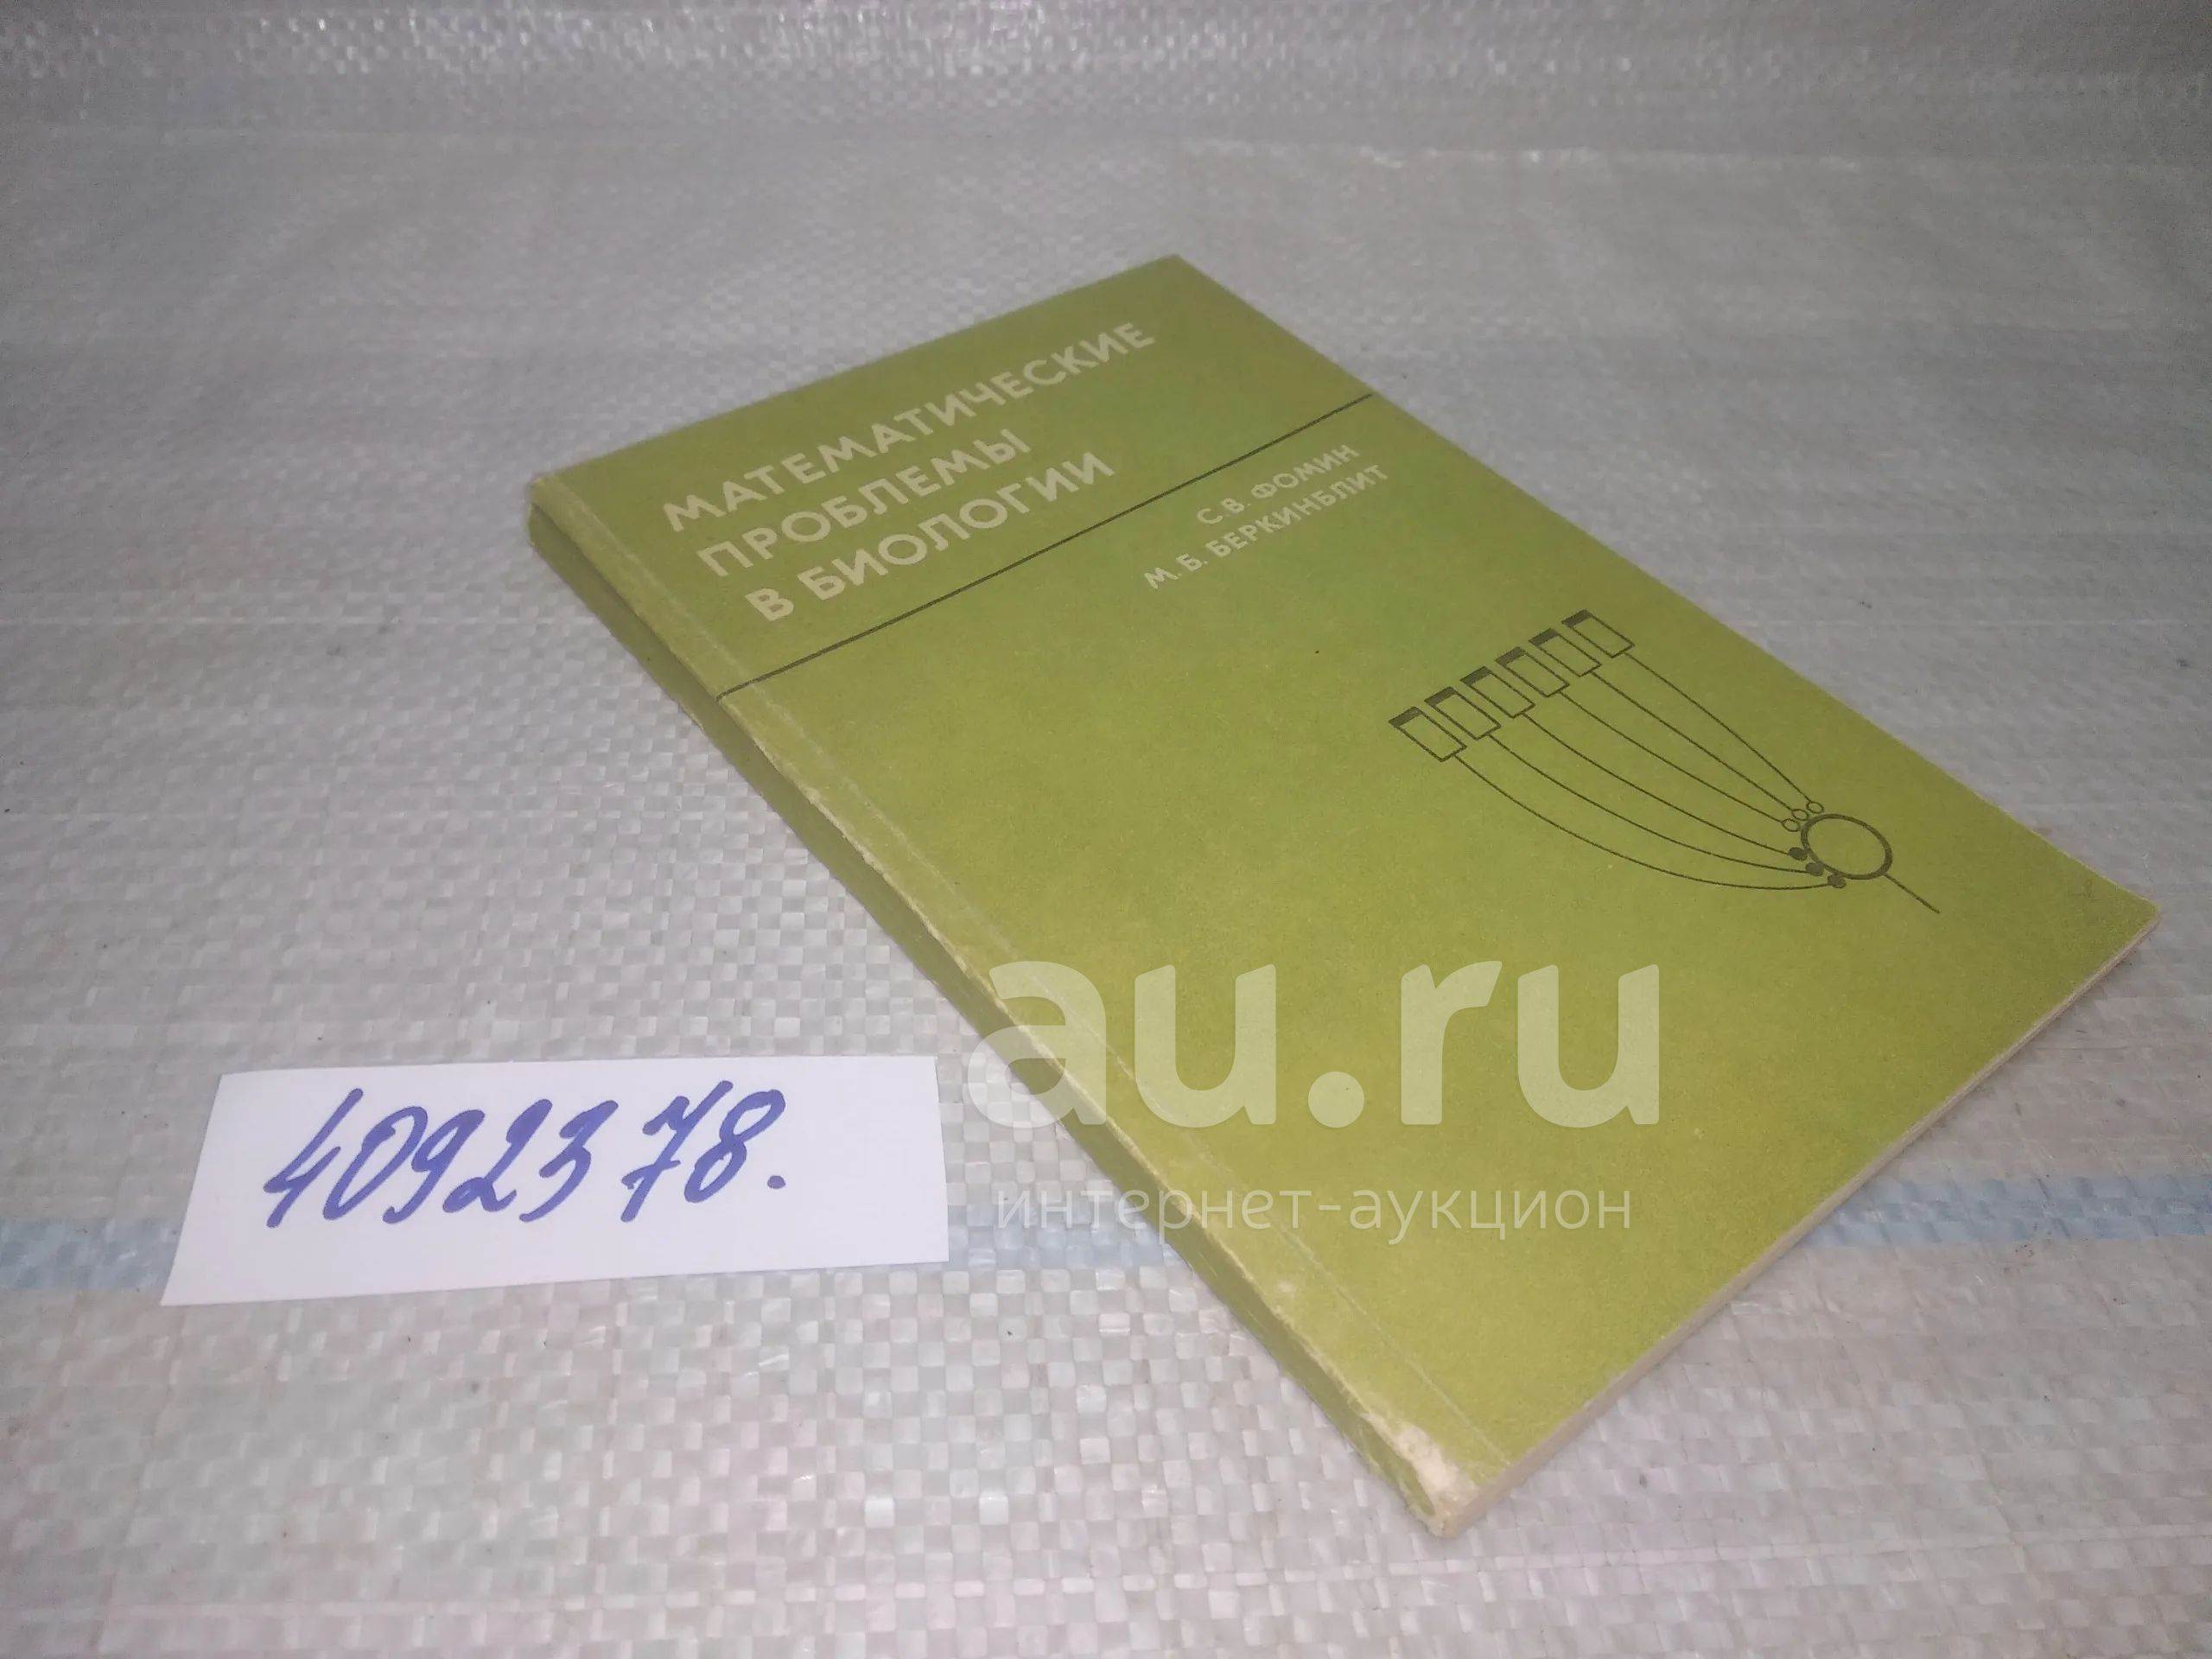 МАТЕМАТИЧЕСКИЕ
ПРОБЛЕМЫ
В БИОЛОГИИ
С. В. ФОМИН
М. Б. БЕРКИНБЛИТ
au.ru
интернет-аукцион
4092378.